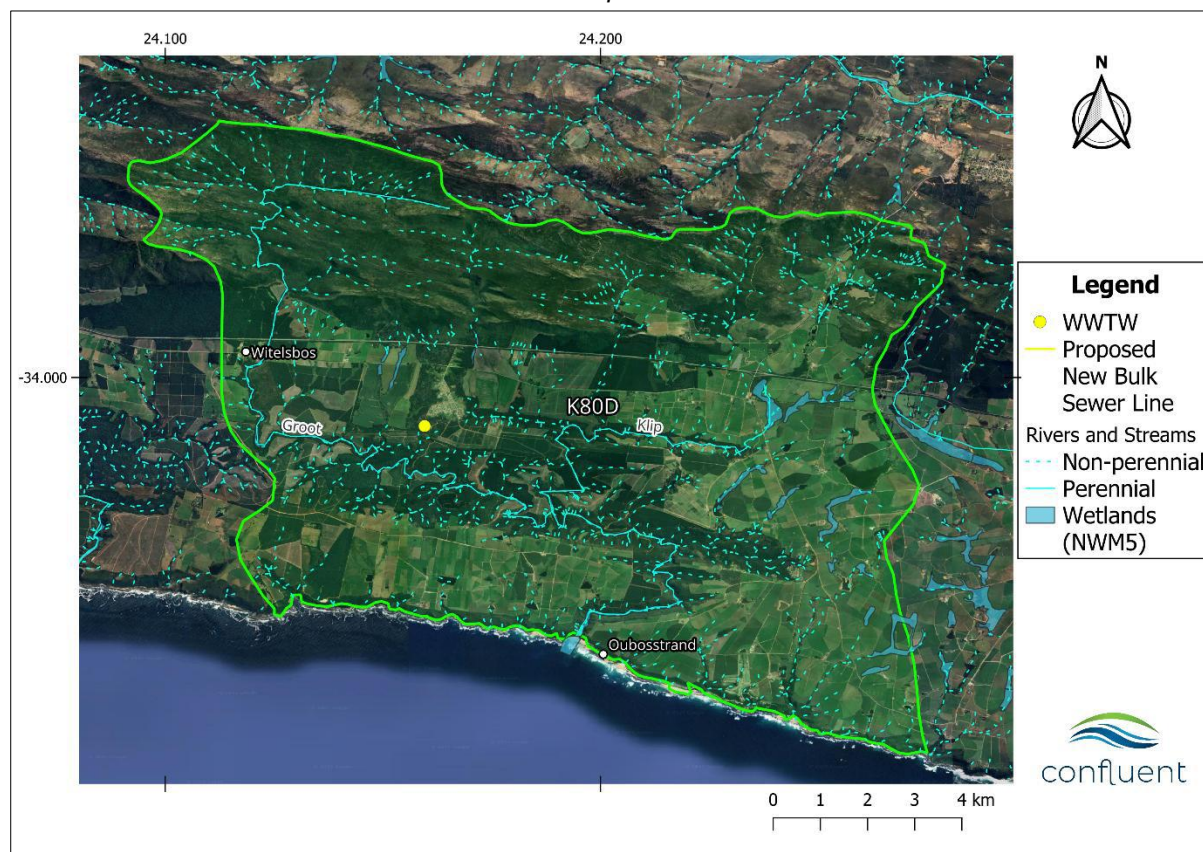 24.100
24.200
N
-34.000
Witelsbos
K80D
Groot
Klip
Oubosstrand
Legend
WWTW
Proposed
New Bulk
Sewer Line
Rivers and Streams
Non-perennial
Perennial
Wetlands
(NWM5)
confluent
0 1 2 3 4 km